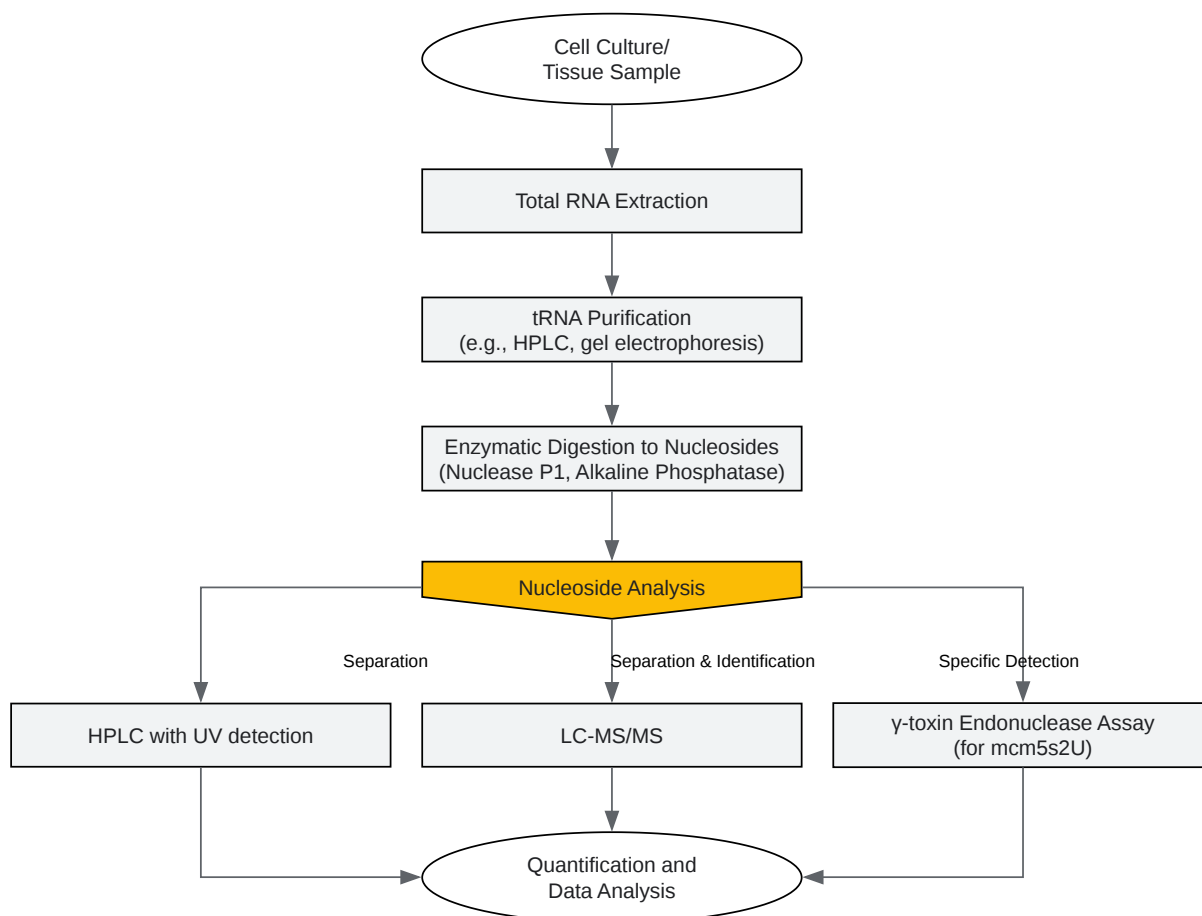 Cell Culture/
Tissue Sample
Total RNA Extraction
tRNA Purification
(e.g., HPLC, gel electrophoresis)
Enzymatic Digestion to Nucleosides
(Nuclease P1, Alkaline Phosphatase)
Nucleoside Analysis
Separation
Separation & Identification
Specific Detection
HPLC with UV detection
LC-MS/MS
γ-toxin Endonuclease Assay
(for mcm5s2U)
Quantification and
Data Analysis